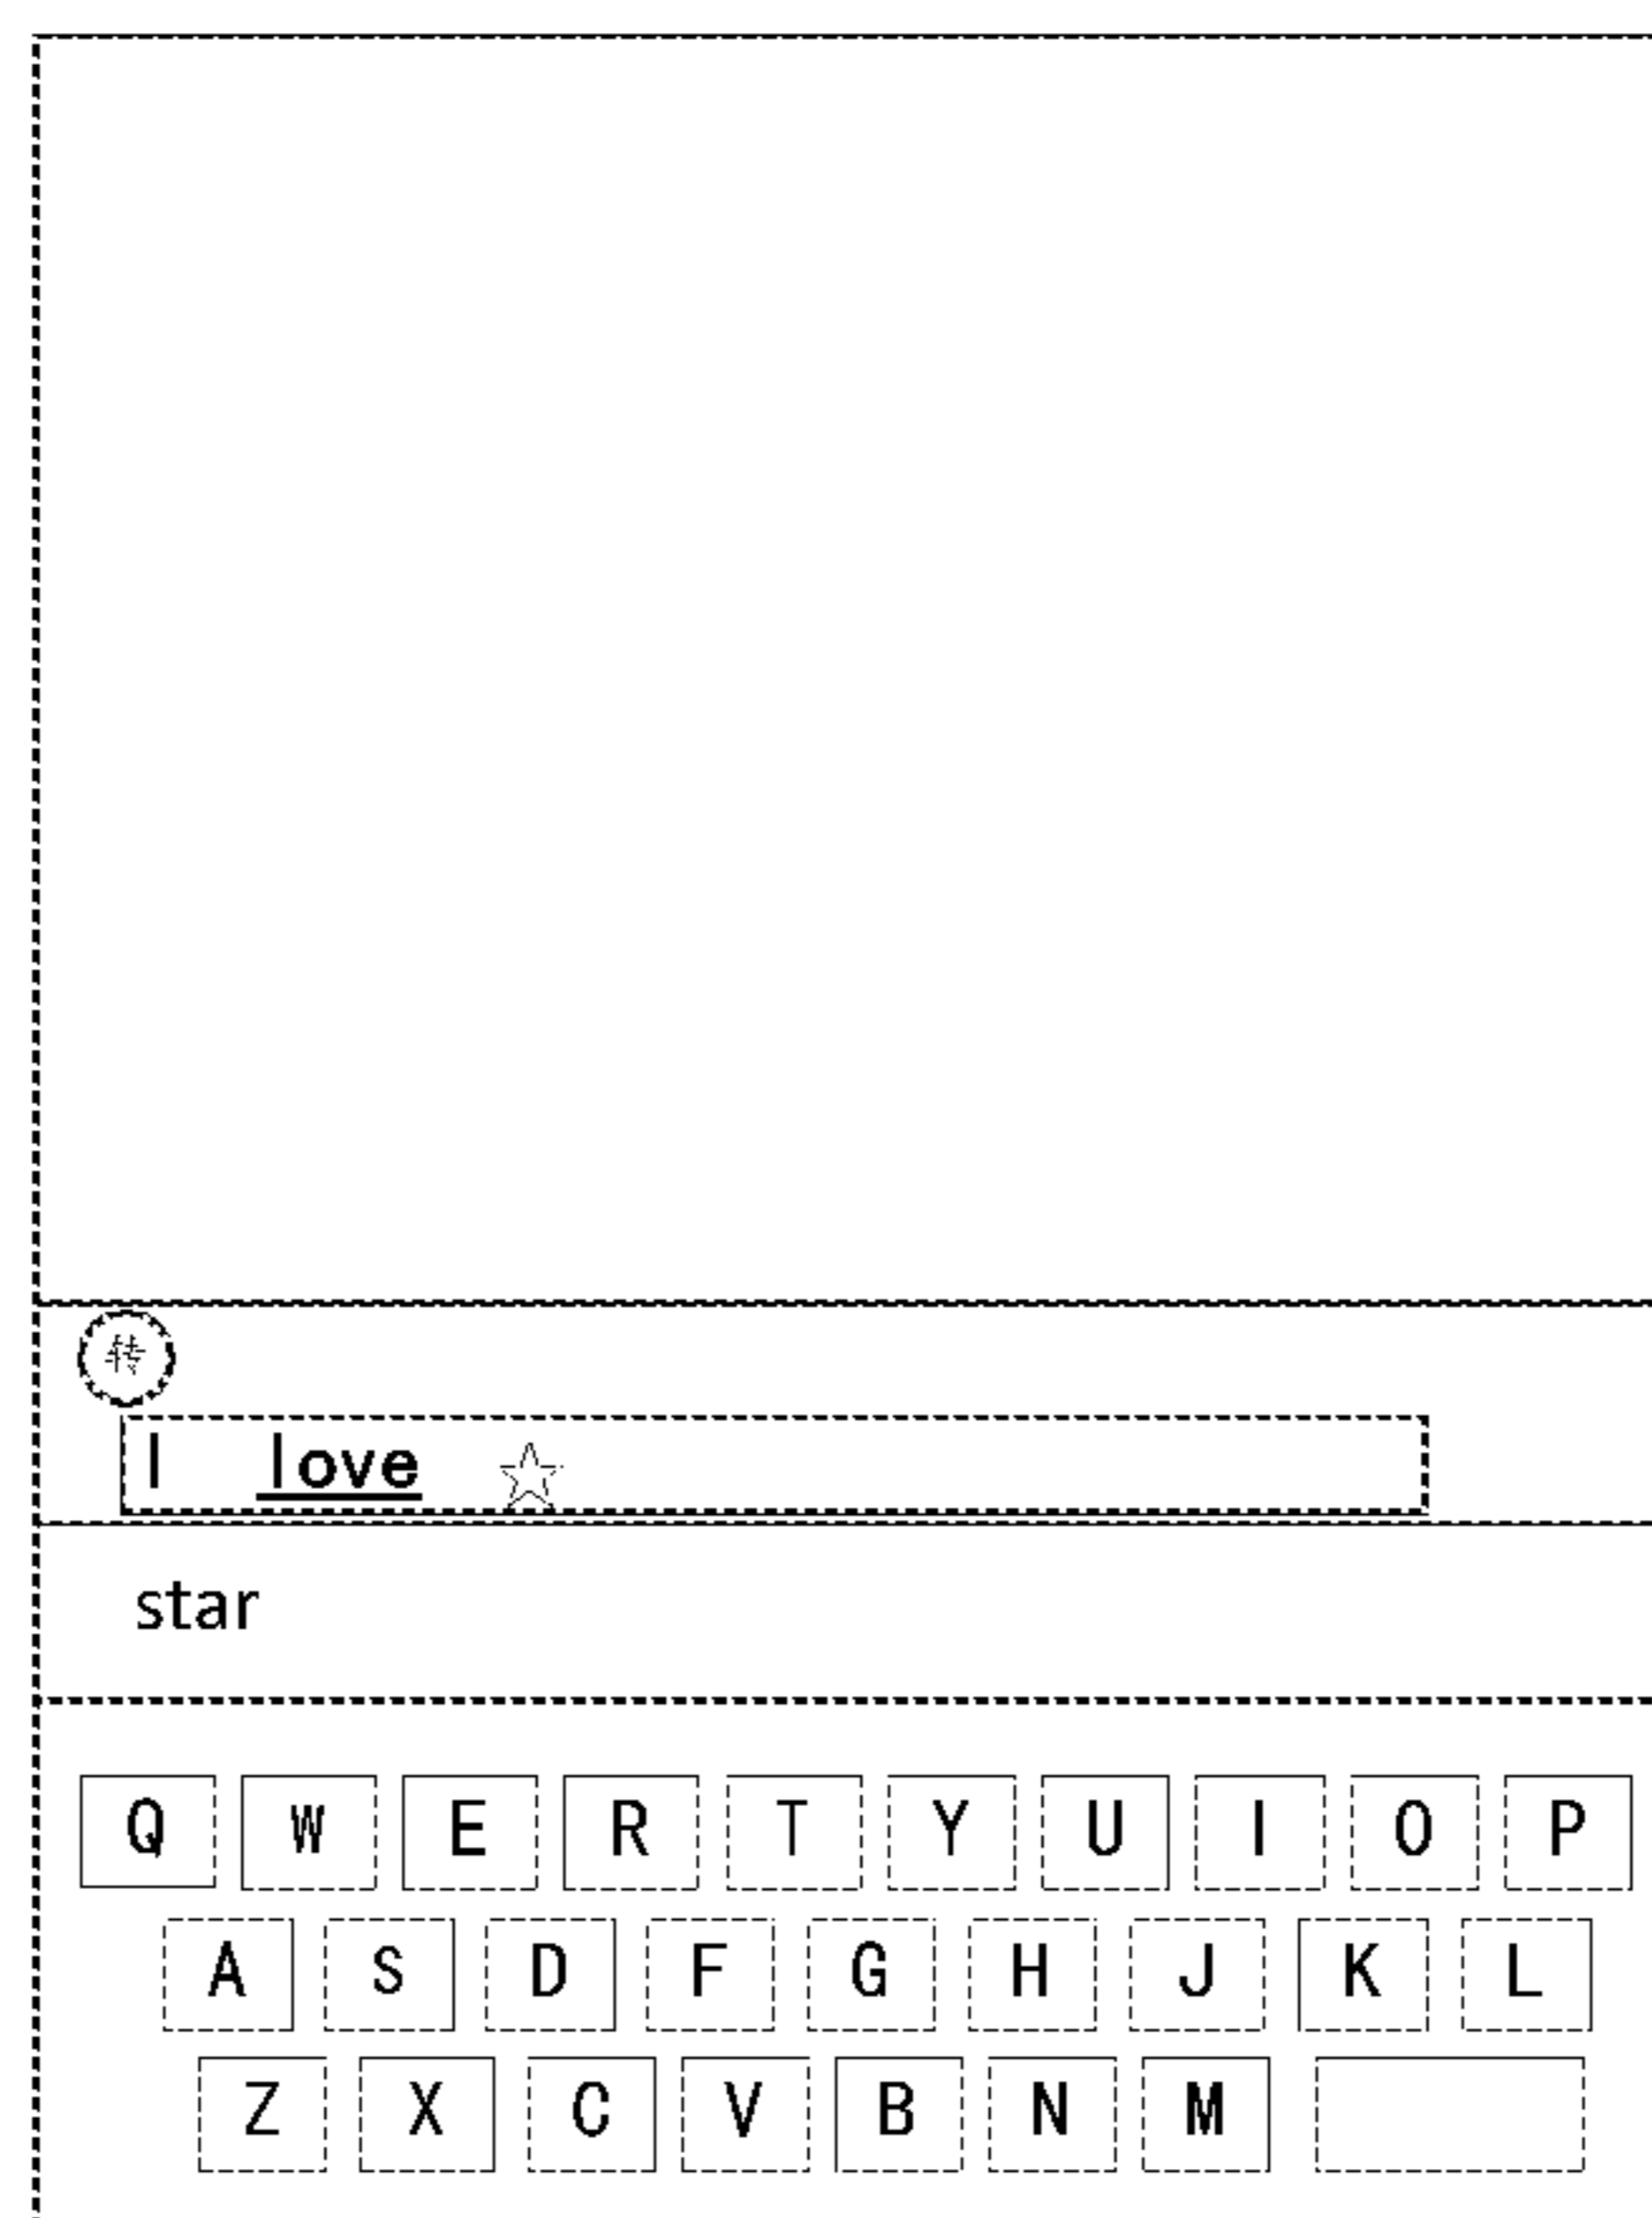 转
I love ☆
star
Q W E R T Y U I O P
A S D F G H J K L
Z X C V B N M